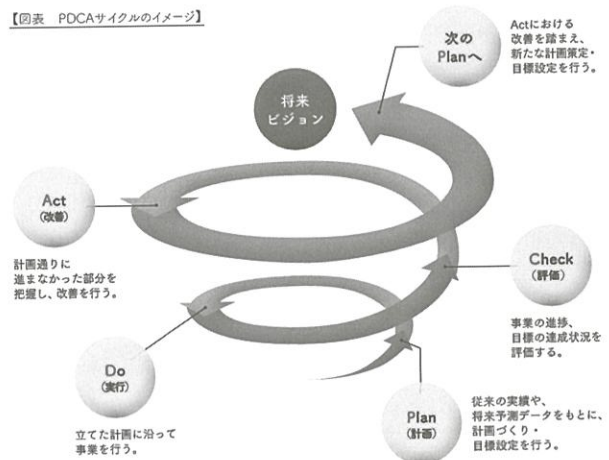 【図表 PDCAサイクルのイメージ】
次の
Planへ
Actにおける
改善を踏まえ、
新たな計画策定・
目標設定を行う。
将来
ビジョン
Act
(改善)
計画通りに
進まなかった部分を
把握し、改善を行う。
Check
(評価)
事業の進捗、
目標の達成状況を
評価する。
Do
(実行)
立てた計画に沿って
事業を行う。
Plan
(計画)
従来の実績や、
将来予測データをもとに、
計画づくり・
目標設定を行う。